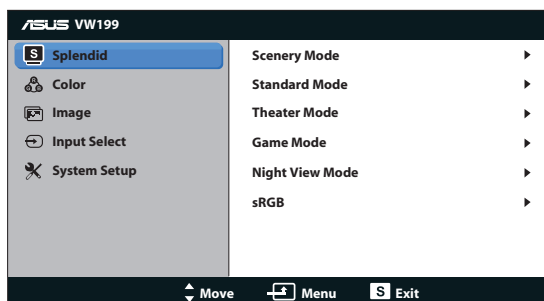 ASUS VW199
S Splendid
Color
Image
Input Select
System Setup
Scenery Mode
Standard Mode
Theater Mode
Game Mode
Night View Mode
sRGB
Move Menu S Exit